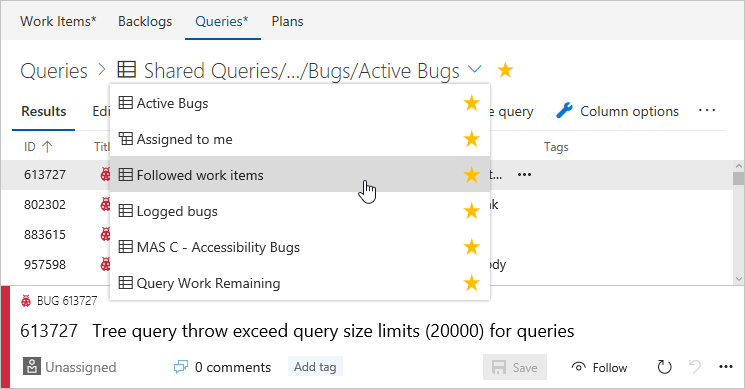 Work Items* Backlogs Queries* Plans
Queries > Shared Queries/.../Bugs/Active Bugs
Active Bugs
Results Edi e query Column options ...
Assigned to me
ID Titl Tags
Followed work items
613727 t... ...
Logged bugs
802302 nk
883615
MAS C - Accessibility Bugs
957598 ody
Query Work Remaining
BUG 613727
613727 Tree query throw exceed query size limits (20000) for queries
Unassigned 0 comments Add tag Save Follow ...